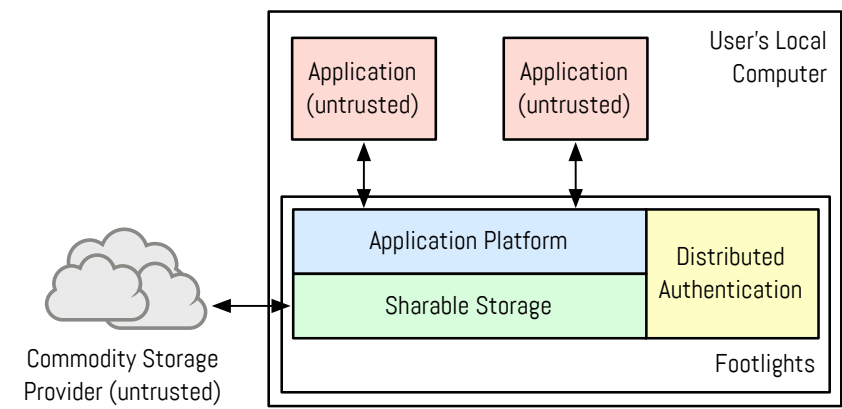 User's Local
Computer
Application
(untrusted)
Application
(untrusted)
Application Platform
Sharable Storage
Distributed
Authentication
Footlights
Commodity Storage
Provider (untrusted)